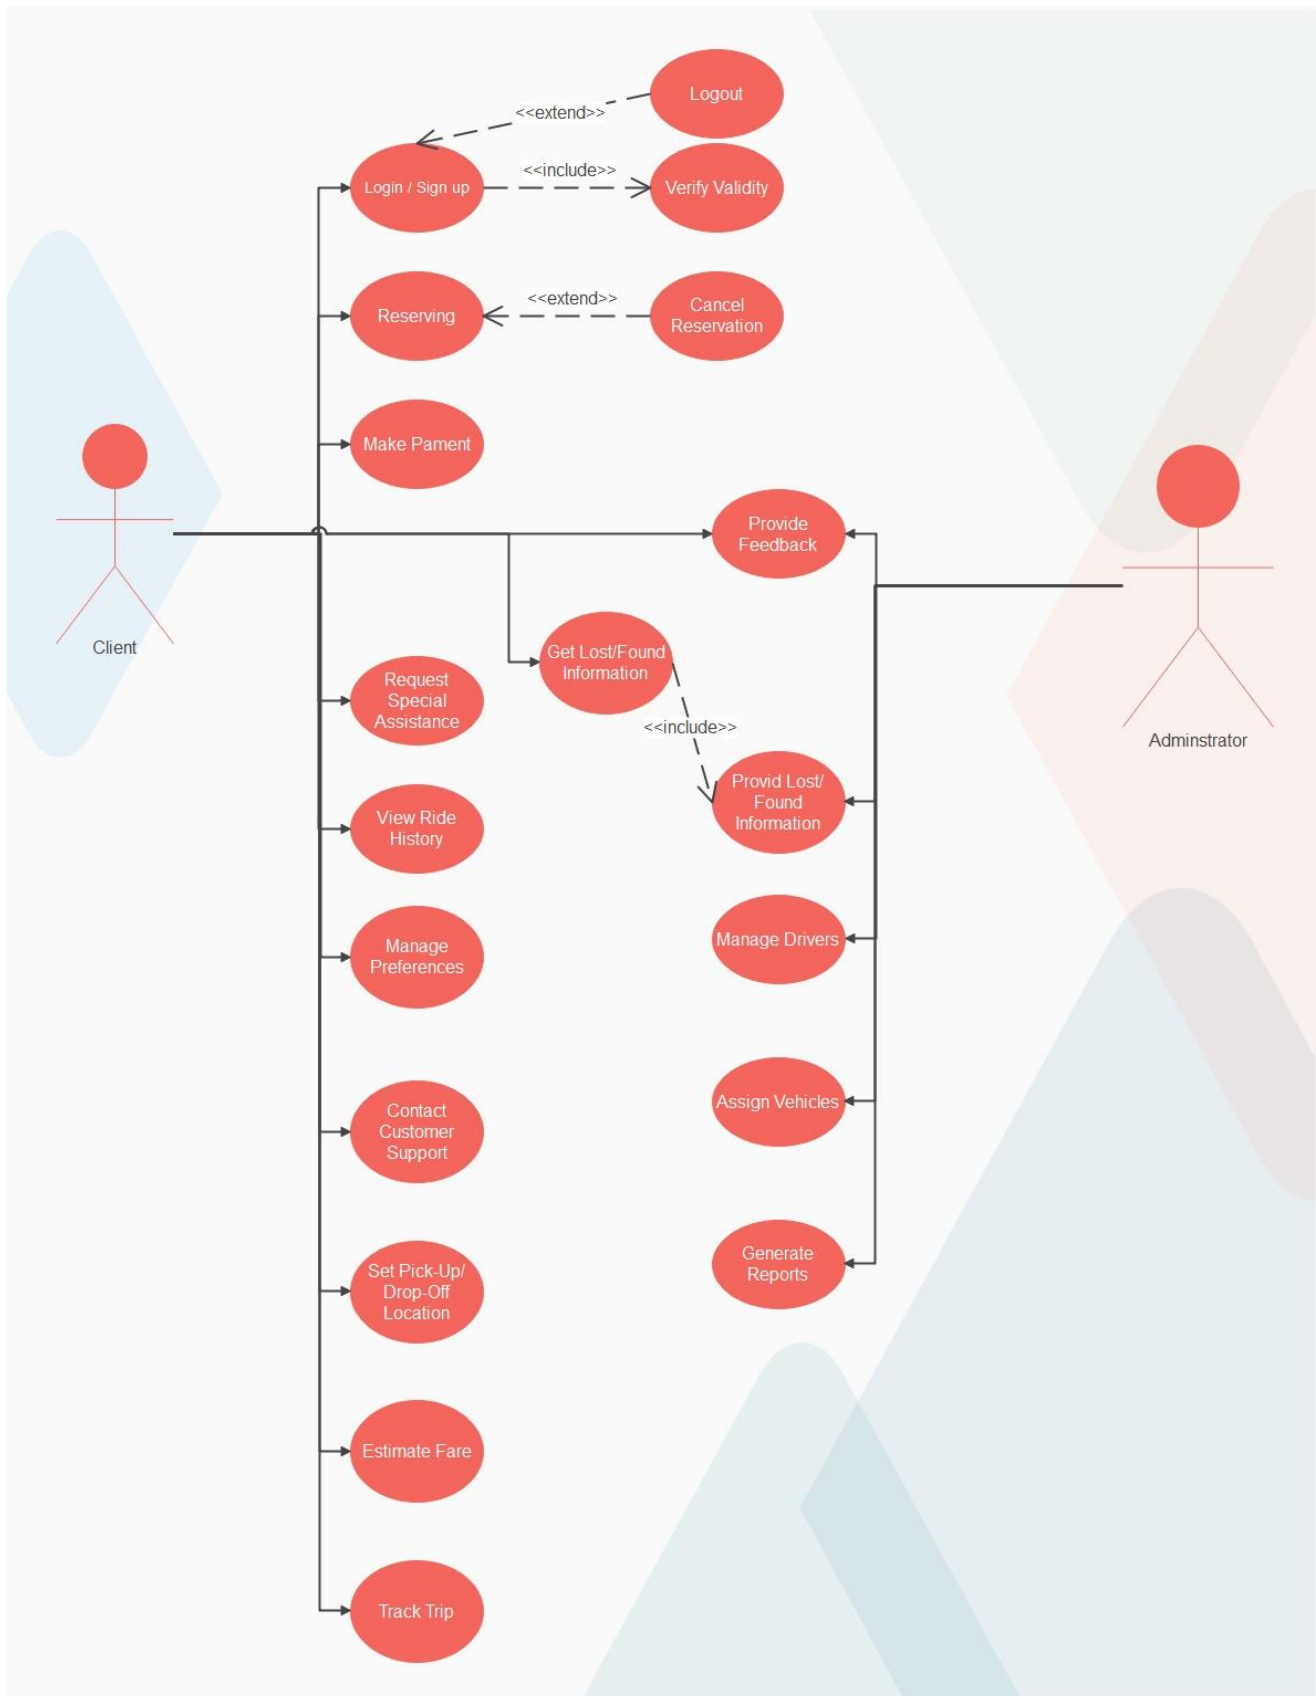 Logout
<<extend>>
Login / Sign up
<<include>>
Verify Validity
Reserving
<<extend>>
Cancel
Reservation
Make Pament
Provide
Feedback
Client
Get Lost/Found
Information
Request
Special
Assistance
<<include>>
Adminstrator
View Ride
History
Provid Lost/
Found
Information
Manage
Preferences
Manage Drivers
Contact
Customer
Support
Assign Vehicles
Set Pick-Up/
Drop-Off
Location
Generate
Reports
Estimate Fare
Track Trip